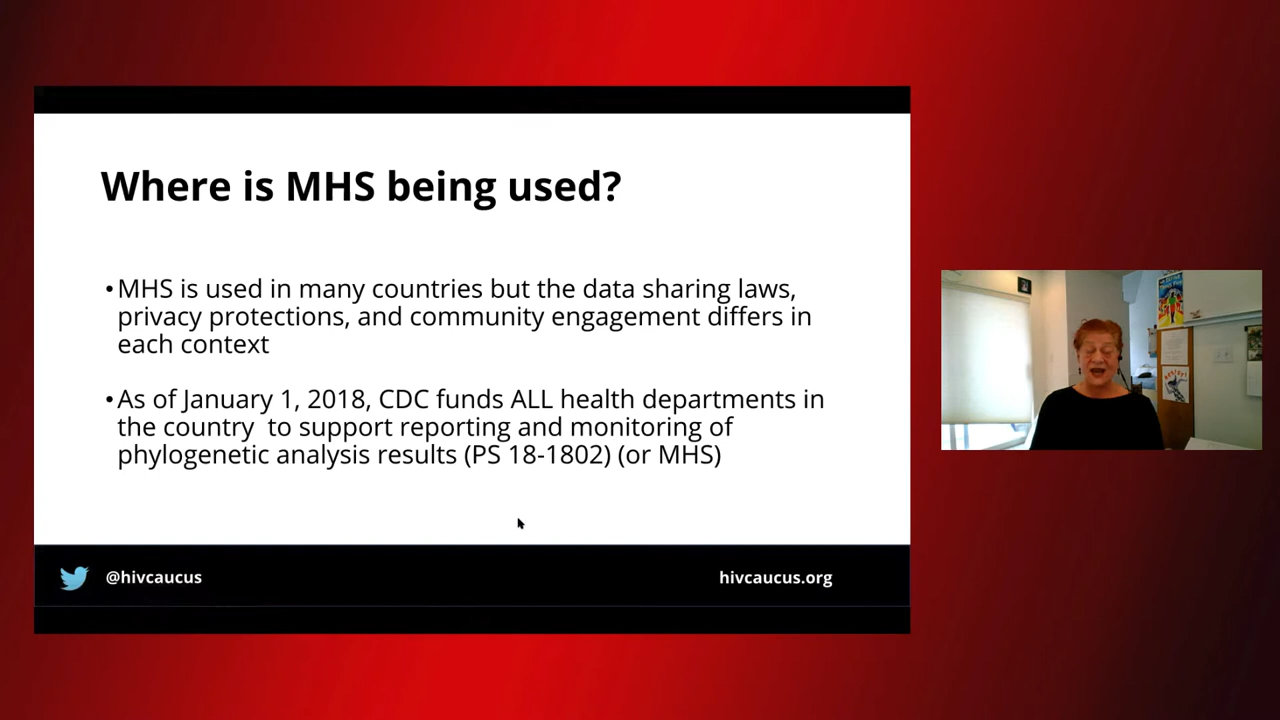 Where is MHS being used?
•MHS is used in many countries but the data sharing laws,
privacy protections, and community engagement differs in
each context
•As of January 1, 2018, CDC funds ALL health departments in
the country  to support reporting and monitoring of
phylogenetic analysis results (PS 18-1802) (or MHS)
@hivcaucus
hivcaucus.org